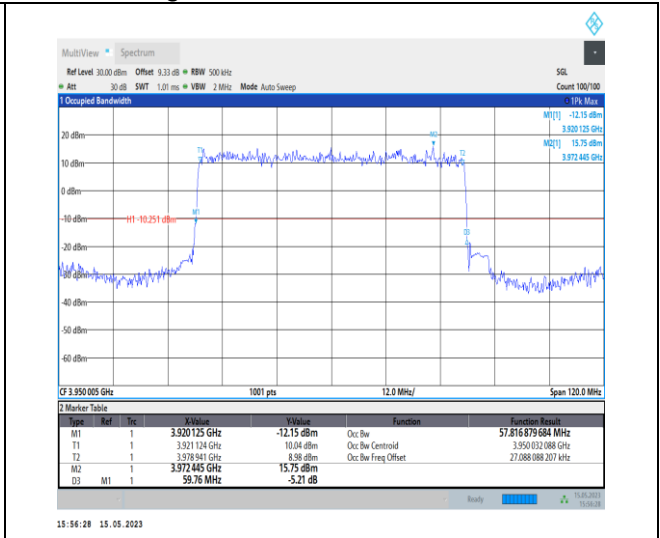 MultiView Spectrum
Ref Level 30.00 dBm Offset 9.33 dB RBW 500 kHz SGL
Att 30 dB SWT 1.01 ms VBW 2 MHz Mode Auto Sweep Count 100/100
1 Occupied Bandwidth 1Pk Max
M1[1] -12.15 dBm
3.920 125 GHz
M2[1] 15.75 dBm
3.972 445 GHz
20 dBm
M2
T1
T2
10 dBm
0 dBm
M1
-10 dBm
H1 -10.251 dBm
D3
-20 dBm
-30 dBm
-40 dBm
-50 dBm
-60 dBm
CF 3.950 005 GHz 1001 pts 12.0 MHz/ Span 120.0 MHz
2 Marker Table
Type Ref Trc X-Value Y-Value Function Function Result
M1 1 3.920 125 GHz -12.15 dBm Occ Bw 57.816 879 684 MHz
T1 1 3.921 124 GHz 10.04 dBm Occ Bw Centroid 3.950 032 088 GHz
T2 1 3.978 941 GHz 8.98 dBm Occ Bw Freq Offset 27.088 088 207 kHz
M2 1 3.972 445 GHz 15.75 dBm
D3 M1 1 59.76 MHz -5.21 dB
Ready 15.05.2023
15:56:28
15:56:28 15.05.2023